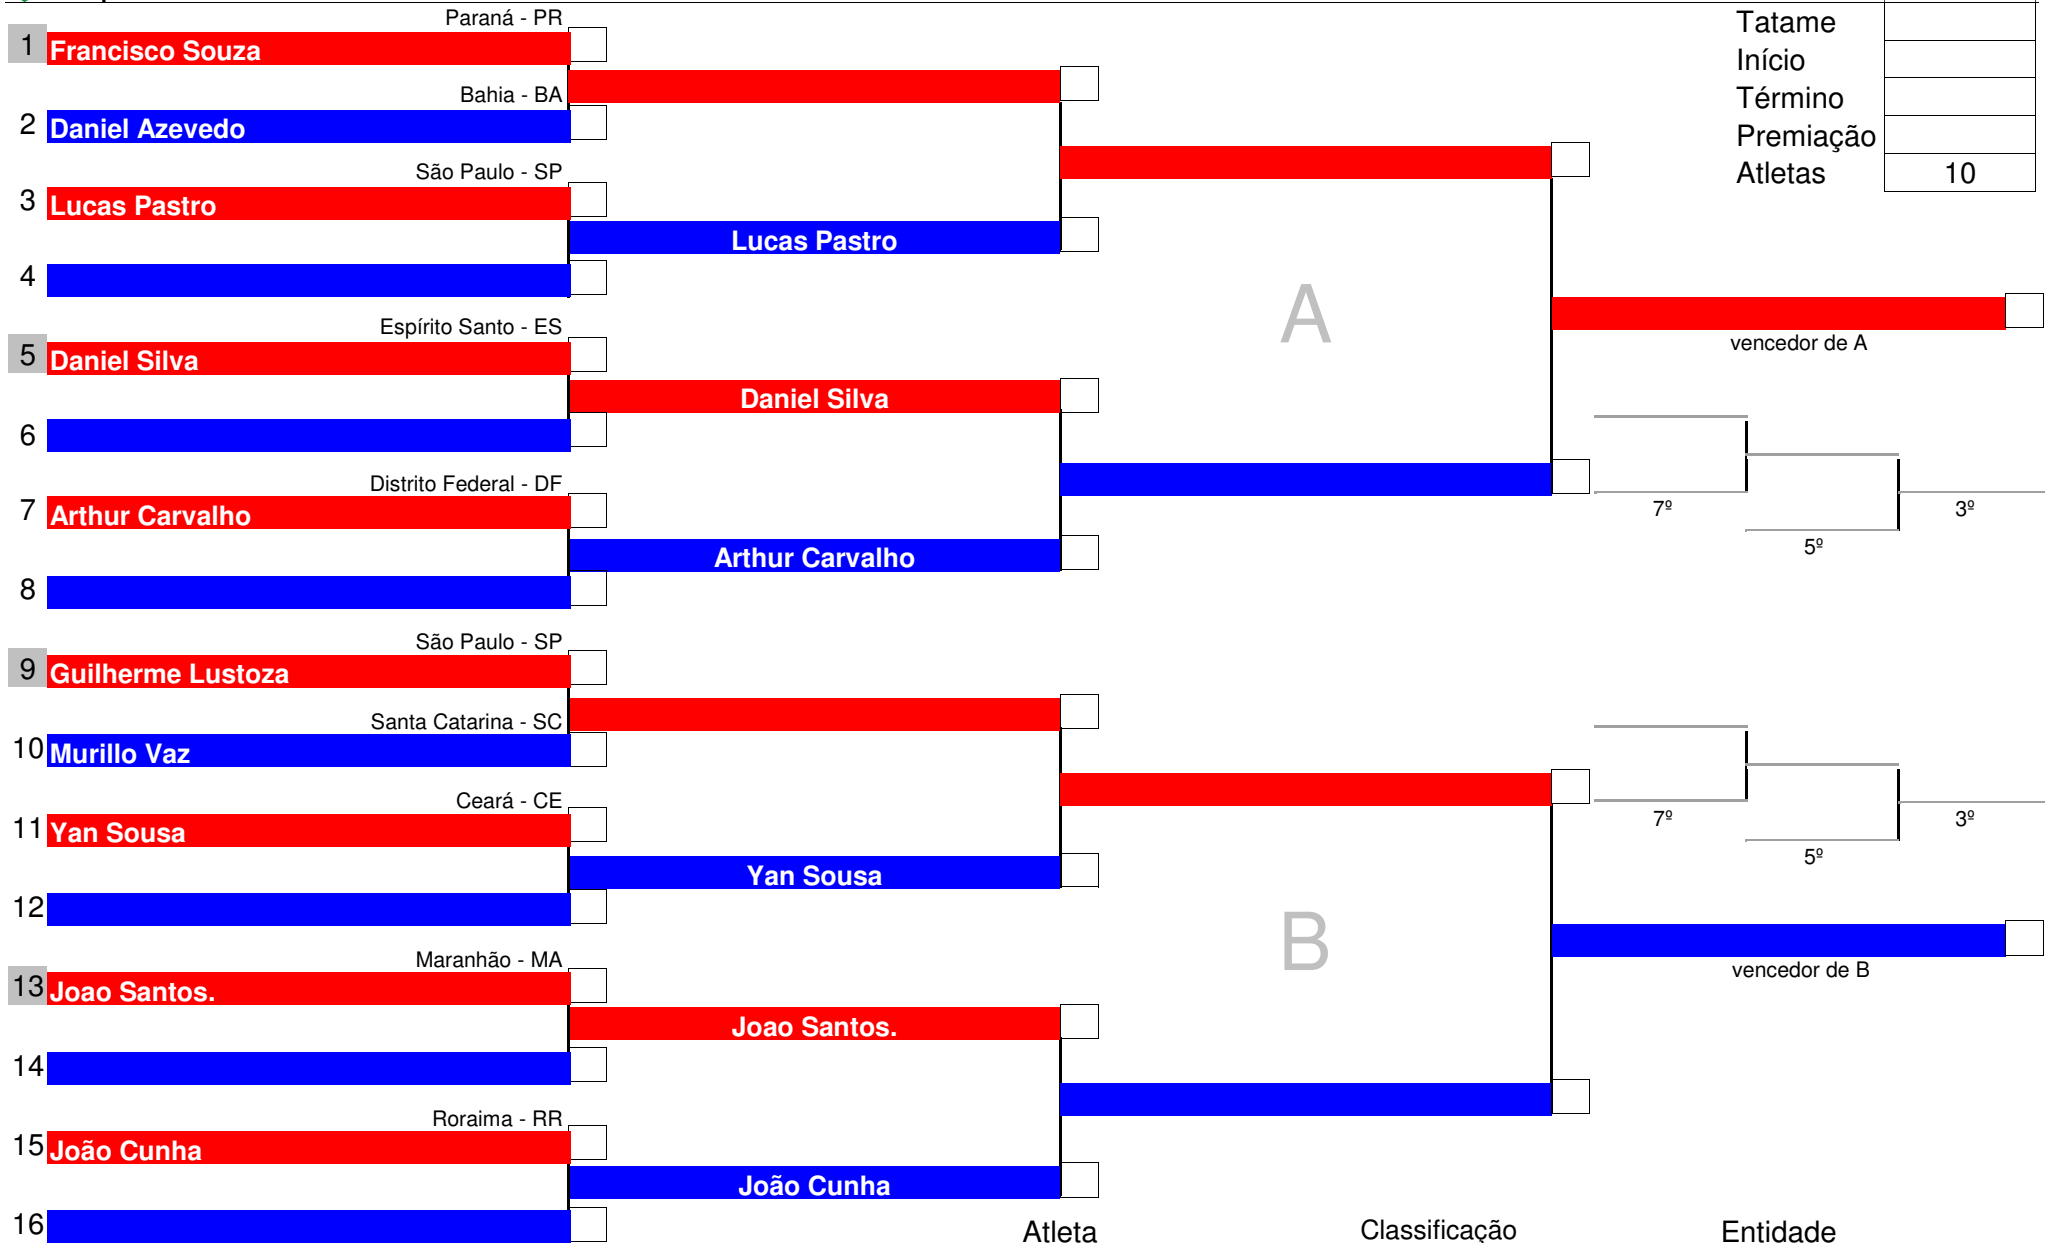 Paraná - PR
1 Francisco Souza
Bahia - BA
2 Daniel Azevedo
São Paulo - SP
3 Lucas Pastro
Lucas Pastro
4
Espírito Santo - ES
5 Daniel Silva
Daniel Silva
6
Distrito Federal - DF
7 Arthur Carvalho
Arthur Carvalho
8
São Paulo - SP
9 Guilherme Lustoza
Santa Catarina - SC
10 Murillo Vaz
Ceará - CE
11 Yan Sousa
Yan Sousa
12
Maranhão - MA
13 Joao Santos.
Joao Santos.
14
Roraima - RR
15 João Cunha
João Cunha
16
A
B
Tatame
Início
Término
Premiação
Atletas 10
vencedor de A
7º
5º
3º
7º
5º
3º
vencedor de B
Atleta Classificação Entidade